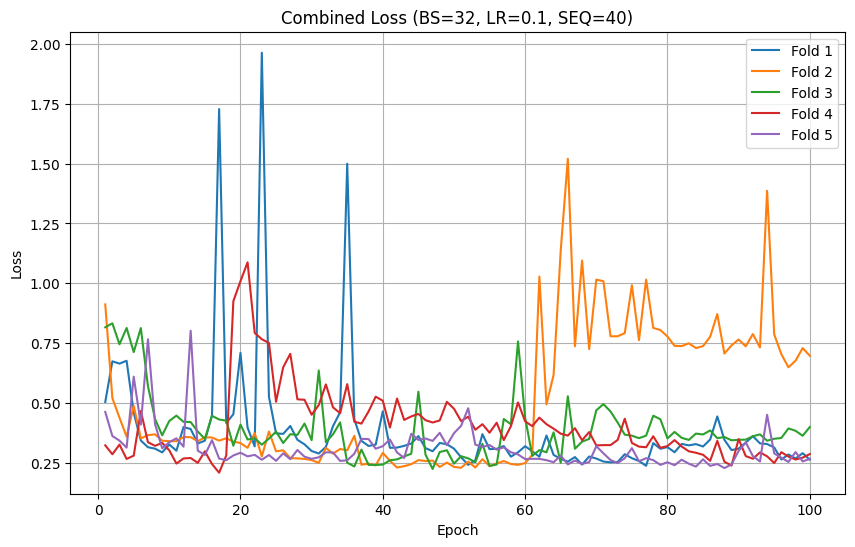 Combined Loss (BS=32, LR=0.1, SEQ=40)
2.00
1.75
1.50
1.25
1.00
0.75
0.50
0.25
Loss
0
20
40
60
80
100
Epoch
Fold 1
Fold 2
Fold 3
Fold 4
Fold 5